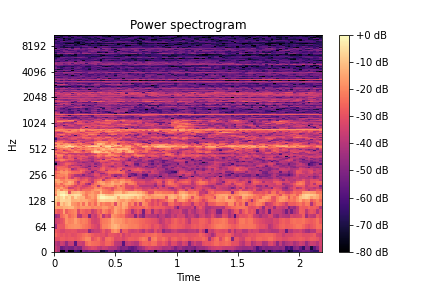 Power spectrogram
8192
4096
2048
1024
512
256
128
64
0
Hz
0
0.5
1
1.5
2
Time
+0 dB
-10 dB
-20 dB
-30 dB
-40 dB
-50 dB
-60 dB
-70 dB
-80 dB